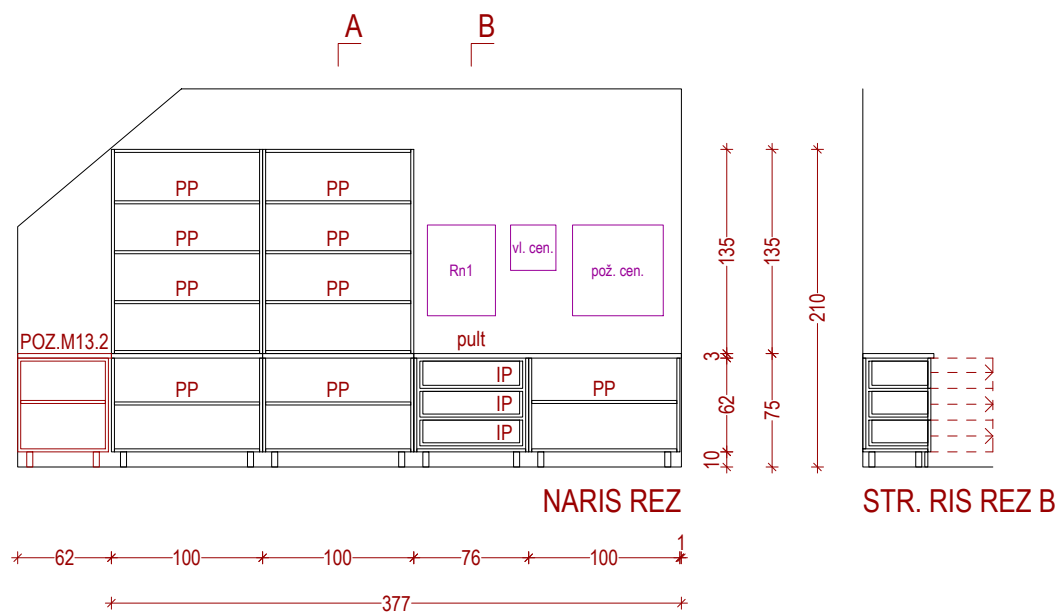 A B
PP PP
PP PP
Rn1 vl. cen. pož. cen.
PP PP
POZ.M13.2 pult
IP
PP PP IP PP
IP
135 135 210
3 62 10 75
NARIS REZ STR. RIS REZ B
62 100 100 76 100 1
377